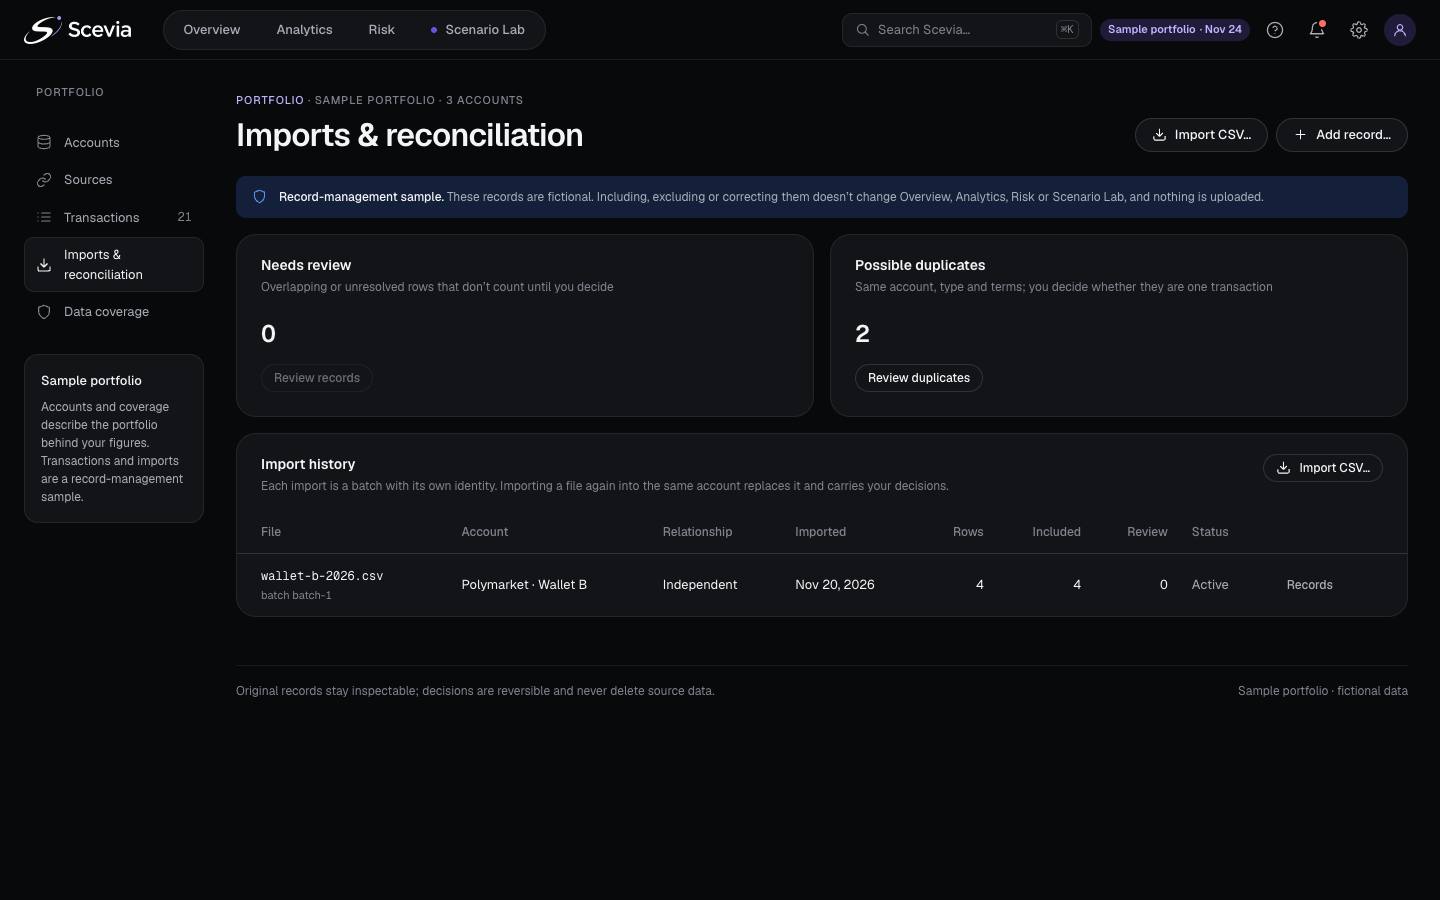 Scevia
Overview
Analytics
Risk
Scenario Lab
Search Scevia…
⌘K
Sample portfolio · Nov 24
PORTFOLIO
Accounts
Sources
Transactions 21
Imports &
reconciliation
Data coverage
Sample portfolio
Accounts and coverage
describe the portfolio
behind your figures.
Transactions and imports
are a record-management
sample.
PORTFOLIO · SAMPLE PORTFOLIO · 3 ACCOUNTS
Imports & reconciliation
Import CSV…
Add record…
Record-management sample. These records are fictional. Including, excluding or correcting them doesn’t change Overview, Analytics, Risk or Scenario Lab, and nothing is uploaded.
Needs review
Overlapping or unresolved rows that don’t count until you decide
0
Review records
Possible duplicates
Same account, type and terms; you decide whether they are one transaction
2
Review duplicates
Import history
Each import is a batch with its own identity. Importing a file again into the same account replaces it and carries your decisions.
Import CSV…
File Account Relationship Imported Rows Included Review Status
wallet-b-2026.csv
batch batch-1
Polymarket · Wallet B Independent Nov 20, 2026 4 4 0 Active Records
Original records stay inspectable; decisions are reversible and never delete source data.
Sample portfolio · fictional data